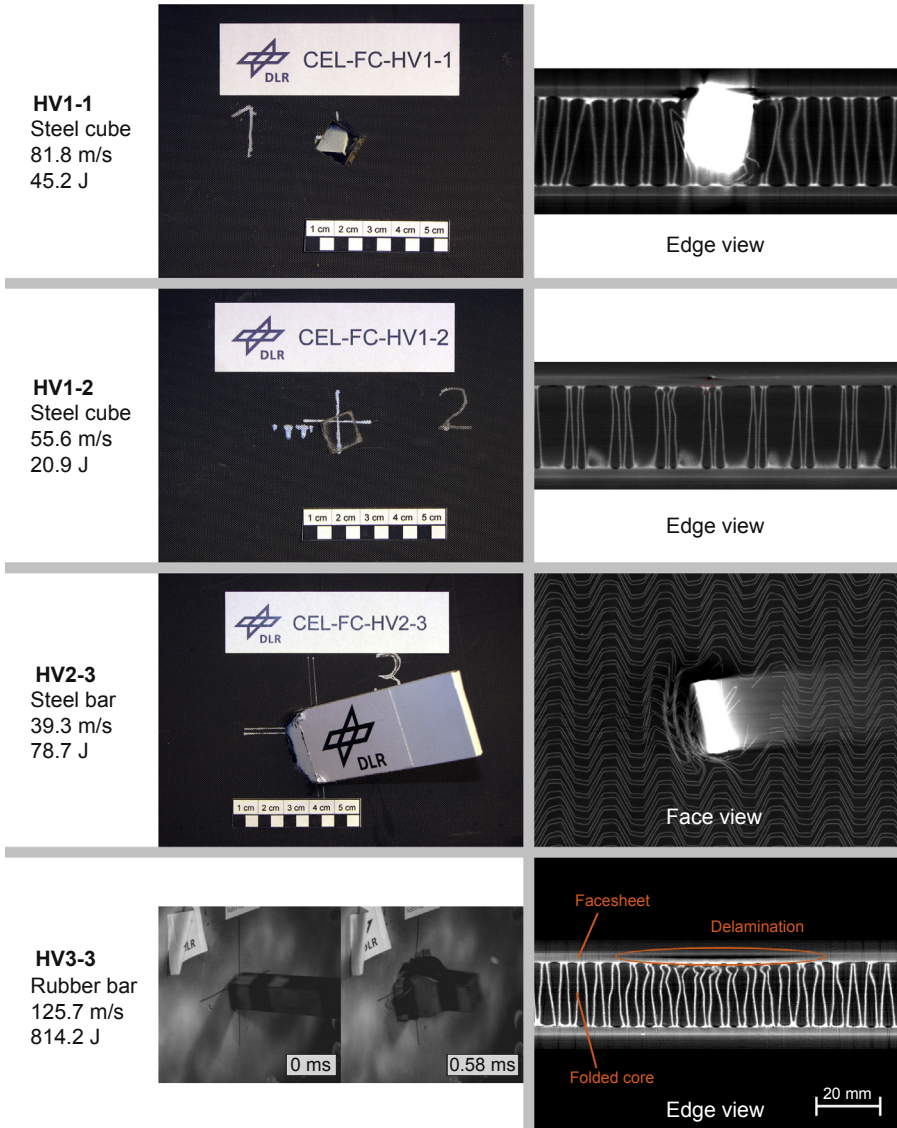 HV1-1
Steel cube
81.8 m/s
45.2 J
DLR
CEL-FC-HV1-1
1
1 cm 2 cm 3 cm 4 cm 5 cm
Edge view
HV1-2
Steel cube
55.6 m/s
20.9 J
DLR
CEL-FC-HV1-2
2
1 cm 2 cm 3 cm 4 cm 5 cm
Edge view
HV2-3
Steel bar
39.3 m/s
78.7 J
DLR
CEL-FC-HV2-3
3
DLR
1 cm 2 cm 3 cm 4 cm 5 cm
Face view
HV3-3
Rubber bar
125.7 m/s
814.2 J
DLR
0 ms
DLR
0.58 ms
Facesheet
Delamination
Folded core
20 mm
Edge view